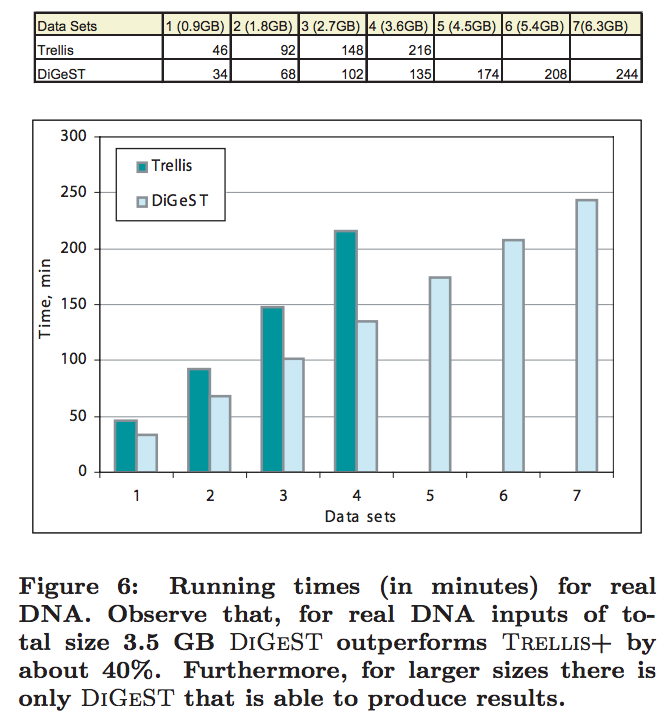 Data Sets 1 (0.9GB) 2 (1.8GB) 3 (2.7GB) 4 (3.6GB) 5 (4.5GB) 6 (5.4GB) 7(6.3GB)
Trellis 46 92 148 216
DiGeST 34 68 102 135 174 208 244
300
Trellis
DiGeST
250
200
150
100
50
0
Time, min
1 2 3 4 5 6 7
Data sets
Figure 6: Running times (in minutes) for real
DNA. Observe that, for real DNA inputs of to-
tal size 3.5 GB DiGeST outperforms Trellis+ by
about 40%. Furthermore, for larger sizes there is
only DiGeST that is able to produce results.